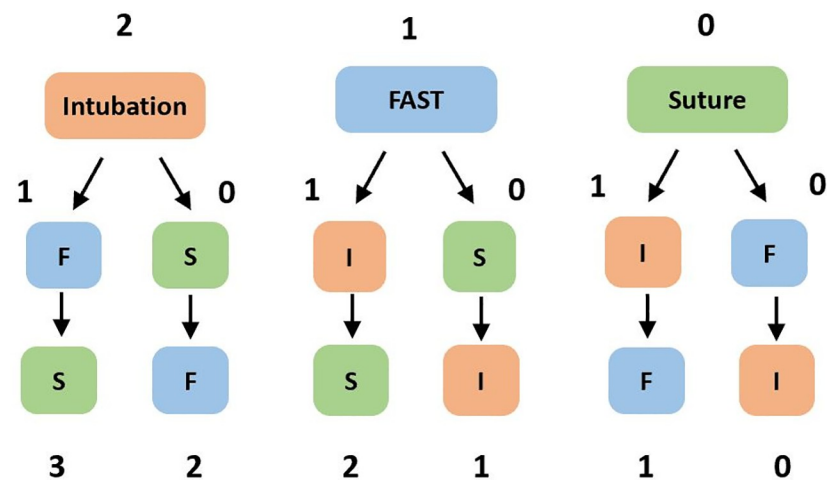 2 1 0
Intubation FAST Suture
1 0 1 0 1 0
F S I S I F
S F S I F I
3 2 2 1 1 0